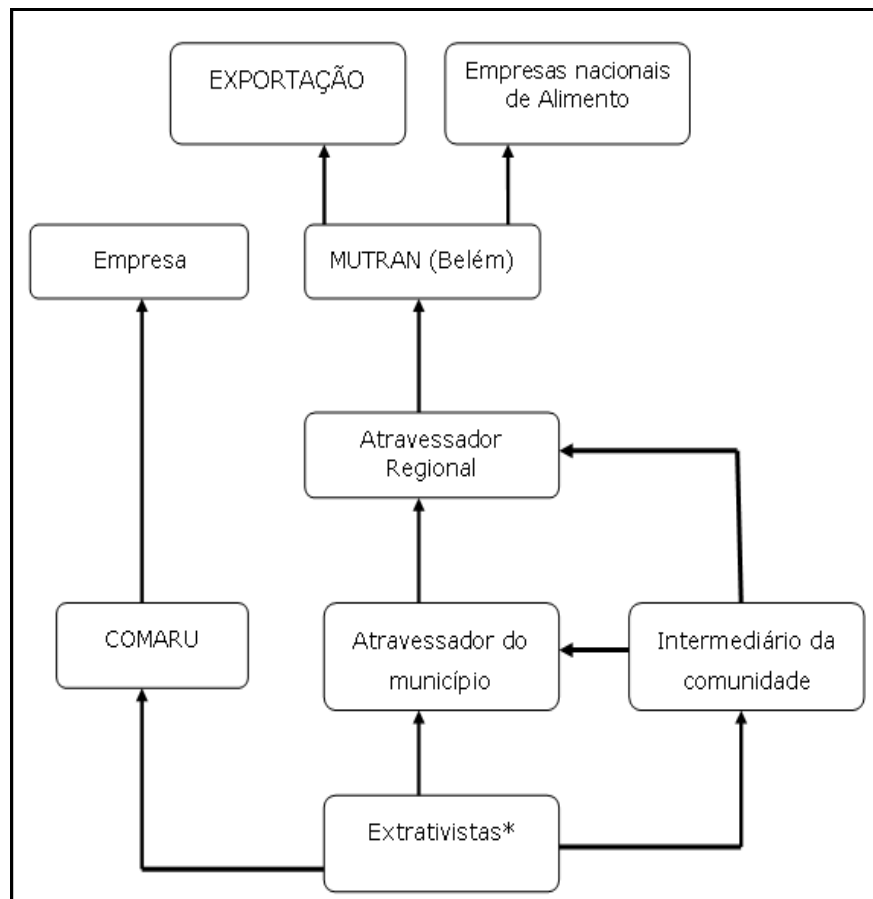 EXPORTAÇÃO
Empresas nacionais
de Alimento
Empresa
MUTRAN (Belém)
Atravessador
Regional
COMARU
Atravessador do
município
Intermediário da
comunidade
Extrativistas*